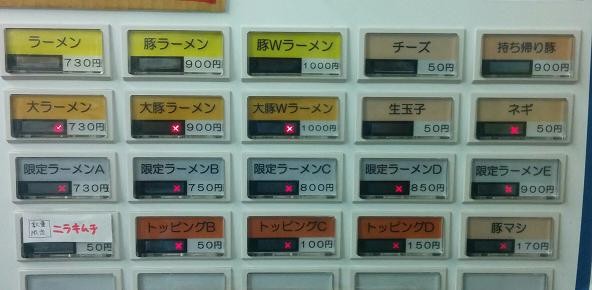 ラーメン
730円
豚ラーメン
900円
豚Wラーメン
1000円
チーズ
50円
持ち帰り豚
900円
大ラーメン
730円
大豚ラーメン
900円
大豚Wラーメン
1000円
生玉子
50円
ネギ
50円
限定ラーメンA
730円
限定ラーメンB
750円
限定ラーメンC
800円
限定ラーメンD
850円
限定ラーメンE
900円
数量
限定
ニラキムチ
50円
トッピングB
50円
トッピングC
100円
トッピングD
150円
豚マシ
170円